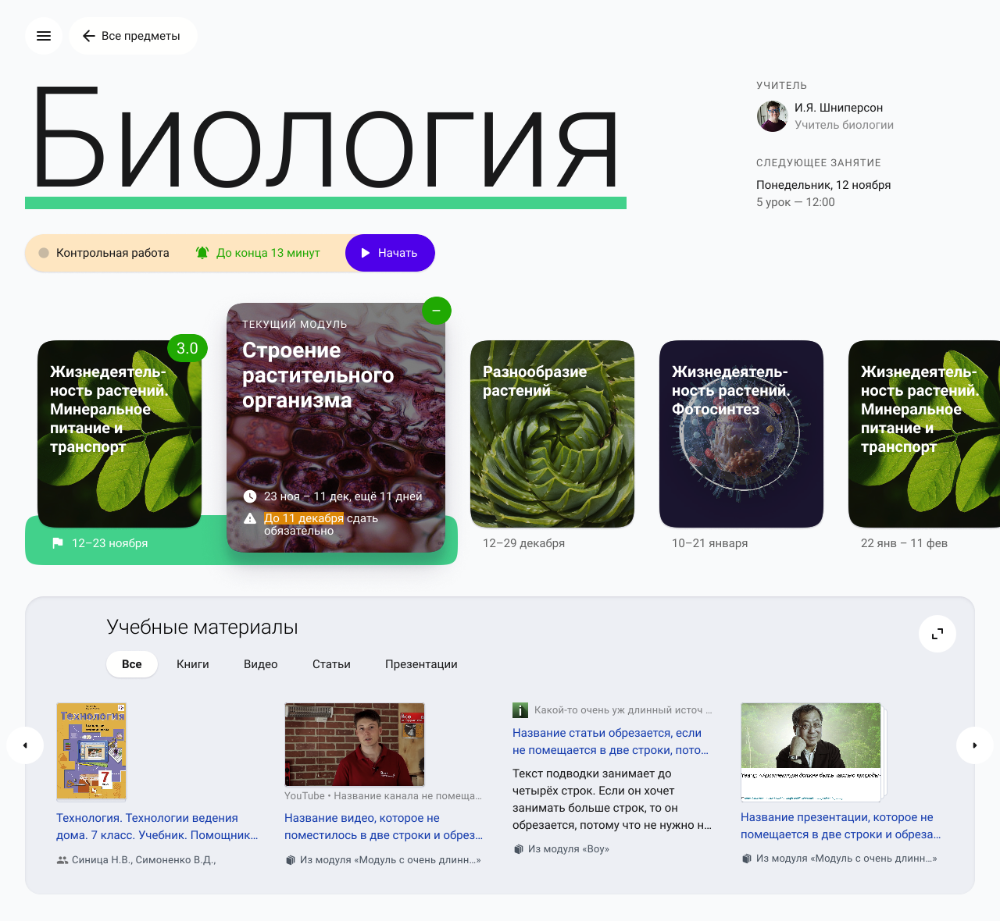 Все предметы
Биология
УЧИТЕЛЬ
И.Я. Шниперсон
Учитель биологии
СЛЕДУЮЩЕЕ ЗАНЯТИЕ
Понедельник, 12 ноября
5 урок — 12:00
Контрольная работа
До конца 13 минут
Начать
3.0
Жизнедеятель-
ность растений.
Минеральное
питание и
транспорт
12–23 ноября
–
ТЕКУЩИЙ МОДУЛЬ
Строение
растительного
организма
23 ноя – 11 дек, ещё 11 дней
До 11 декабря сдать
обязательно
Разнообразие
растений
12–29 декабря
Жизнедеятель-
ность растений.
Фотосинтез
10–21 января
Жизнедеятель-
ность растений.
Минеральное
питание и
транспорт
22 янв – 11 фев
Учебные материалы
Все
Книги
Видео
Статьи
Презентации
Технология
7
Технология. Технологии ведения
дома. 7 класс. Учебник. Помощник...
Синица Н.В., Симоненко В.Д.,
YouTube • Название канала не помеща...
Название видео, которое не
поместилось в две строки и обрез...
Из модуля «Модуль с очень длинн...»
i
Какой-то очень уж длинный источ ...
Название статьи обрезается, если
не помещается в две строки, пото...
Текст подводки занимает до
четырёх строк. Если он хочет
занимать больше строк, то он
обрезается, потому что не нужно н...
Из модуля «Воу»
Название презентации, которое не
помещается в две строки и обреза...
Из модуля «Модуль с очень длинн...»